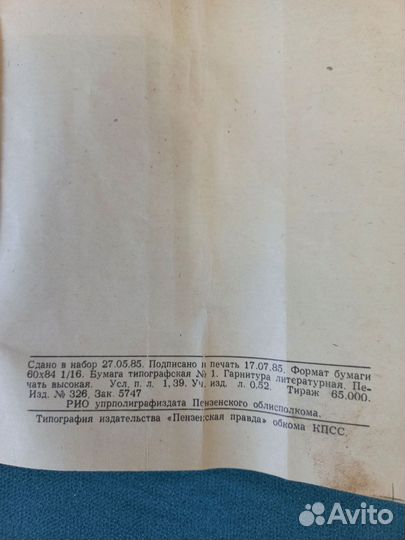 Сдано в набор 27.05.85. Подписано в печать 17.07.85. Формат бумаги
60х84 1/16. Бумага типографская № 1. Гарнитура литературная. Пе-
чать высокая. Усл. п. л. 1,39. Уч. изд. л. 0,52. Тираж 65.000.
Изд. № 326. Зак. 5747
РИО упрполиграфиздата Пензенского облисполкома.
Типография издательства «Пензенская правда» обкома КПСС.
Avito